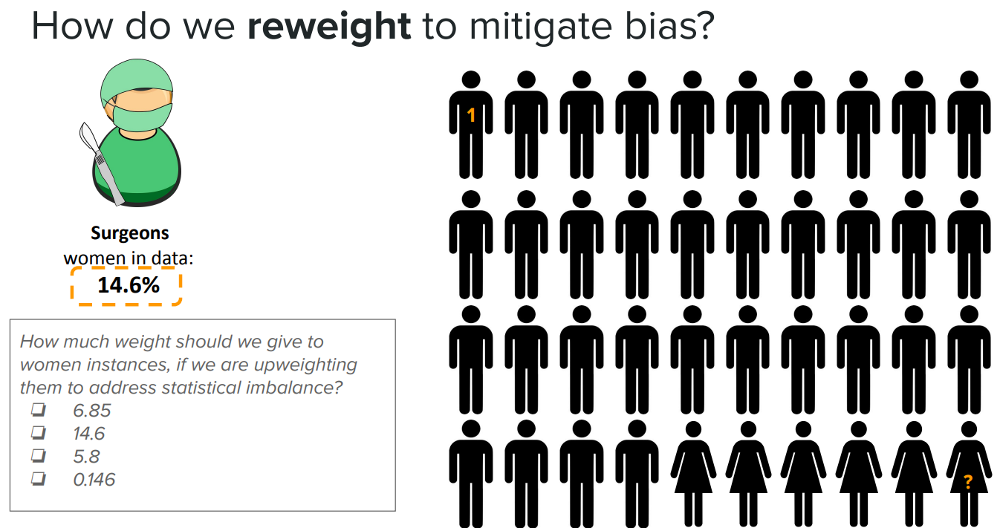 How do we reweight to mitigate bias?
1
Surgeons
women in data:
14.6%
How much weight should we give to
women instances, if we are upweighting
them to address statistical imbalance?
❏ 6.85
❏ 14.6
❏ 5.8
❏ 0.146
?